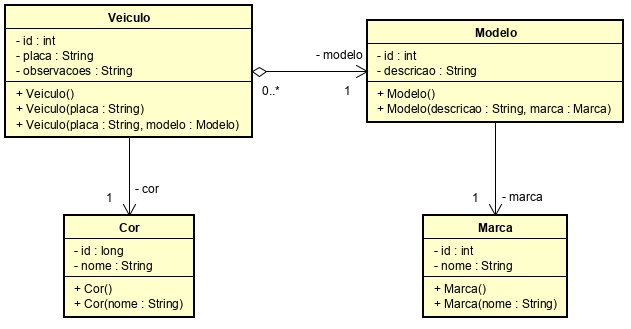 Veiculo
- id : int
- placa : String
- observacoes : String
+ Veiculo()
+ Veiculo(placa : String)
+ Veiculo(placa : String, modelo : Modelo)
- modelo
0..*
1
Modelo
- id : int
- descricao : String
+ Modelo()
+ Modelo(descricao : String, marca : Marca)
- cor
1
- marca
1
Cor
- id : long
- nome : String
+ Cor()
+ Cor(nome : String)
Marca
- id : int
- nome : String
+ Marca()
+ Marca(nome : String)